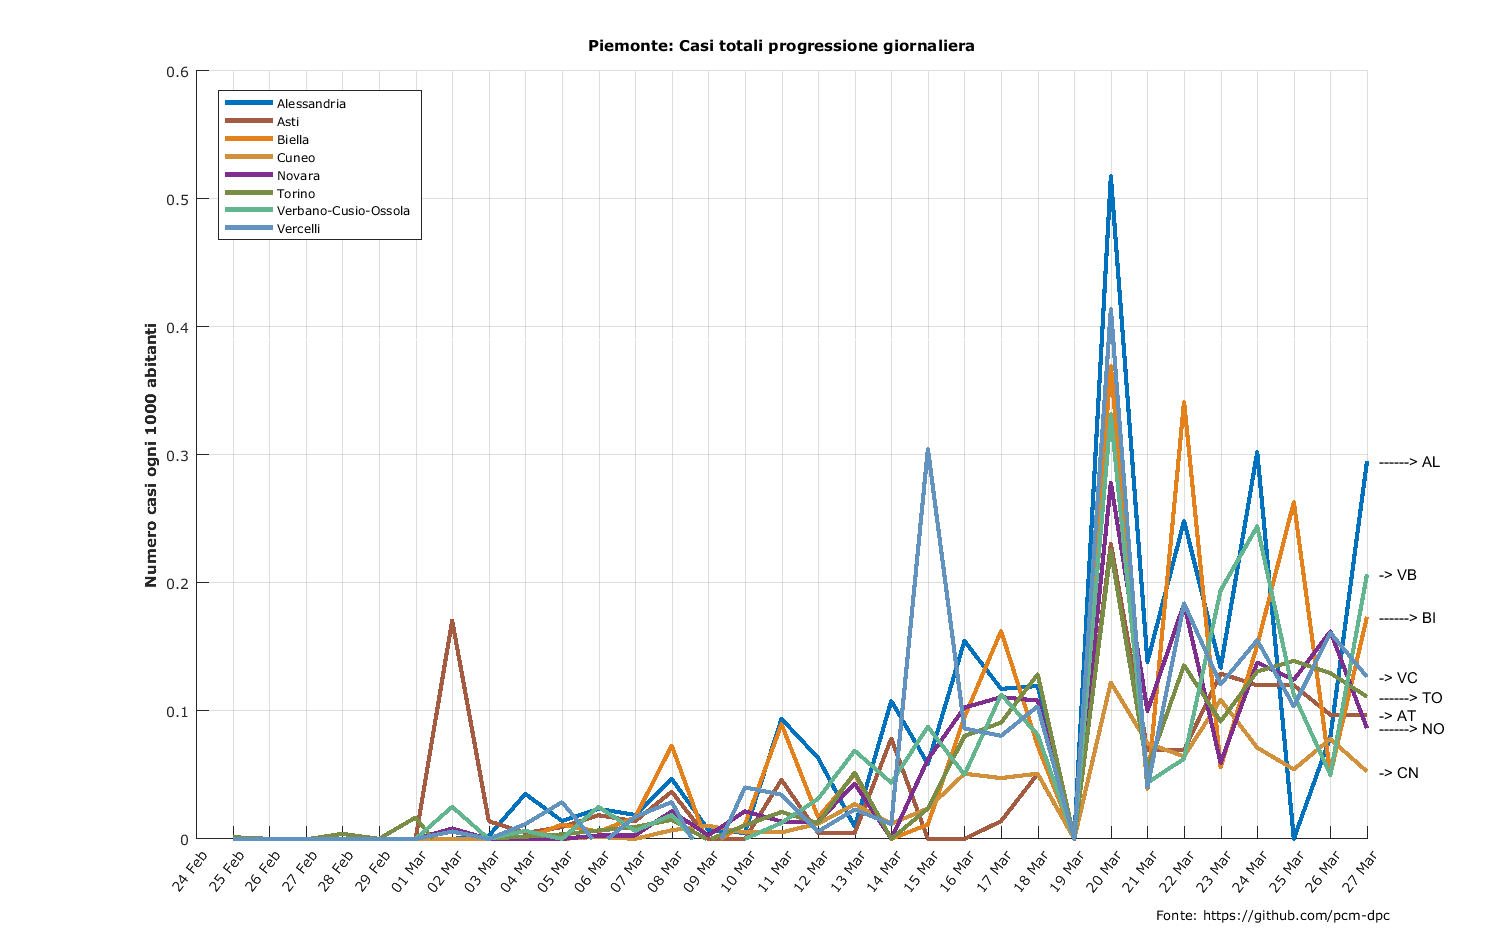 Piemonte: Casi totali progressione giornaliera
0.6
0.5
0.4
0.3
0.2
0.1
0
Numero casi ogni 1000 abitanti
Alessandria
Asti
Biella
Cuneo
Novara
Torino
Verbano-Cusio-Ossola
Vercelli
------> AL
-> VB
------> BI
-> VC
------> TO
-> AT
------> NO
-> CN
24 Feb
25 Feb
26 Feb
27 Feb
28 Feb
29 Feb
01 Mar
02 Mar
03 Mar
04 Mar
05 Mar
06 Mar
07 Mar
08 Mar
09 Mar
10 Mar
11 Mar
12 Mar
13 Mar
14 Mar
15 Mar
16 Mar
17 Mar
18 Mar
19 Mar
20 Mar
21 Mar
22 Mar
23 Mar
24 Mar
25 Mar
26 Mar
27 Mar
Fonte: https://github.com/pcm-dpc